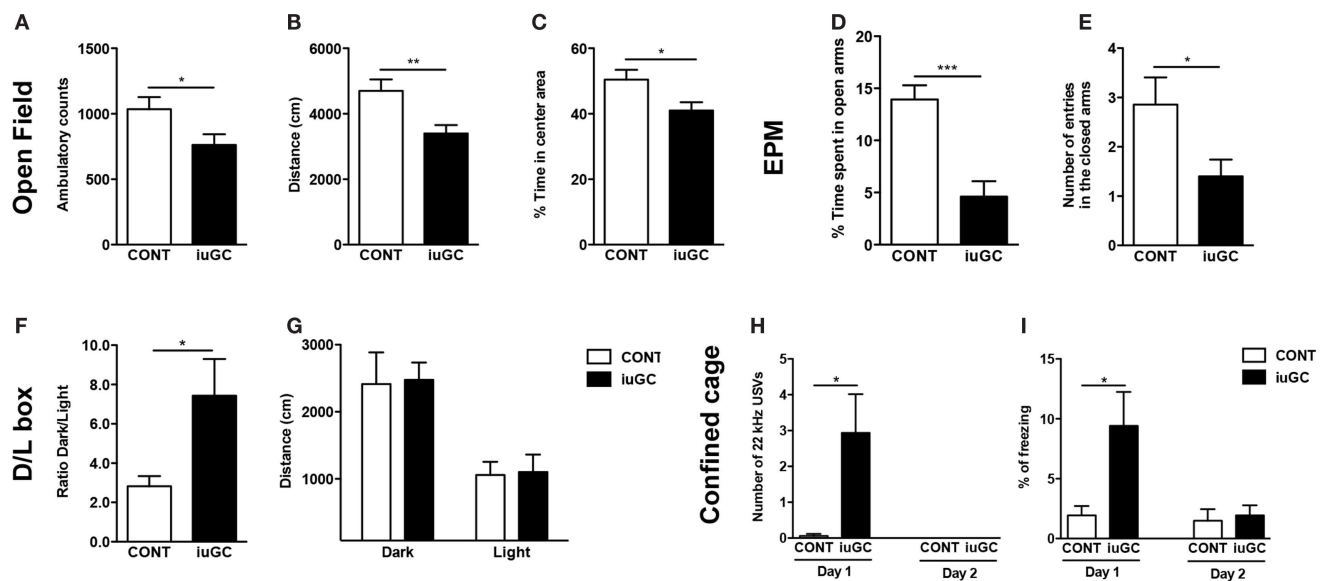 A
B
C
D
E
Open Field
Ambulatory counts
1500
1000
500
0
*
CONT
iuGC
Distance (cm)
6000
4000
2000
0
**
CONT
iuGC
% Time in center area
60
40
20
0
*
CONT
iuGC
EPM
% Time spent in open arms
20
15
10
5
0
***
CONT
iuGC
Number of entries
in the closed arms
4
3
2
1
0
*
CONT
iuGC
F
G
H
I
D/L box
Ratio Dark/Light
10.0
8.0
6.0
4.0
2.0
0.0
*
CONT
iuGC
Distance (cm)
3000
2000
1000
Dark
Light
CONT
iuGC
Confined cage
Number of 22 kHz USVs
5
4
3
2
1
0
*
CONT iuGC
CONT iuGC
Day 1
Day 2
% of freezing
15
10
5
0
*
CONT iuGC
CONT iuGC
Day 1
Day 2
CONT
iuGC